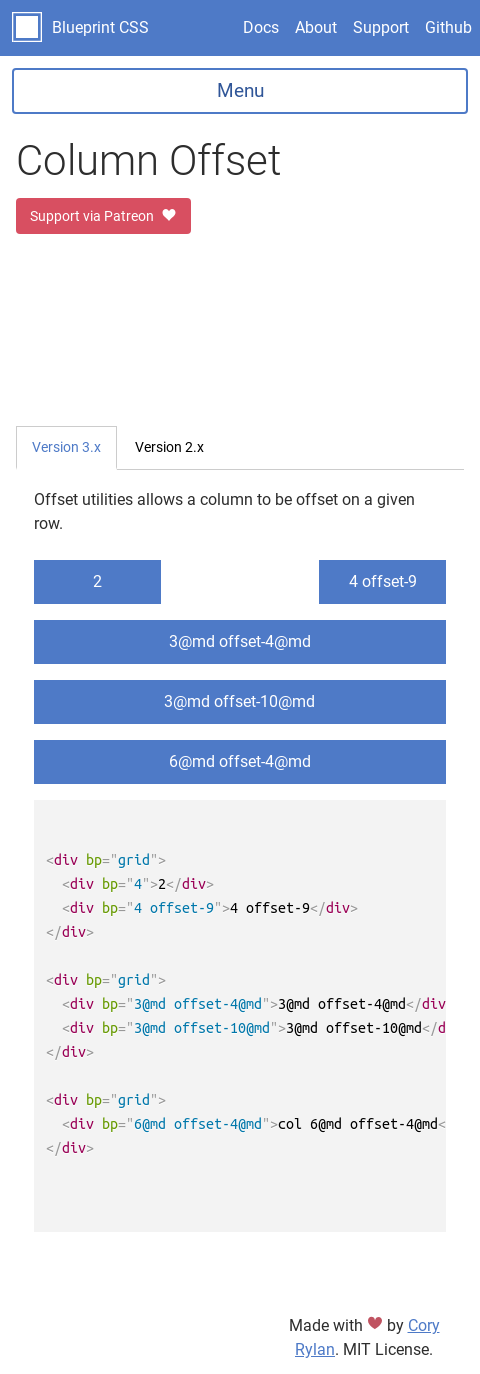 Blueprint CSS Docs About Support Github
Menu
Column Offset
Support via Patreon
Version 3.x Version 2.x
Offset utilities allows a column to be offset on a given
row.
2 4 offset-9
3@md offset-4@md
3@md offset-10@md
6@md offset-4@md
<div bp="grid">
  <div bp="4">2</div>
  <div bp="4 offset-9">4 offset-9</div>
</div>
<div bp="grid">
  <div bp="3@md offset-4@md">3@md offset-4@md</div
  <div bp="3@md offset-10@md">3@md offset-10@md</d
</div>
<div bp="grid">
  <div bp="6@md offset-4@md">col 6@md offset-4@md<
</div>
Made with by Cory
Rylan. MIT License.